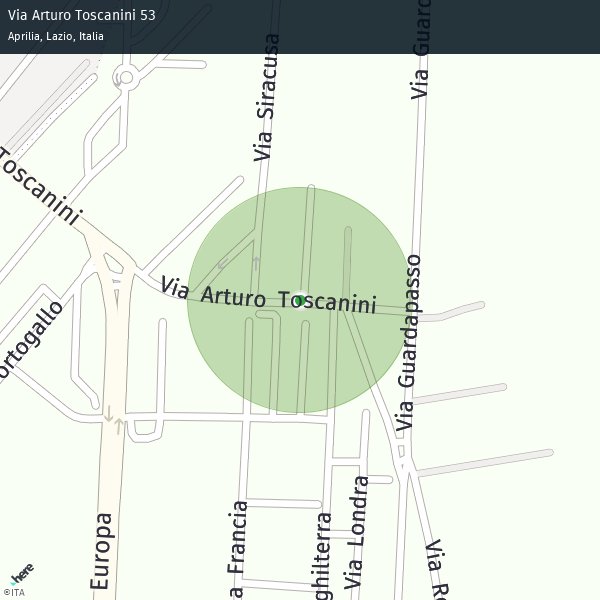 Via Arturo Toscanini 53
Aprilia, Lazio, Italia
Via Siracusa
Via Guard
Toscanini
Via Arturo Toscanini
Via Guardapasso
ortogallo
Europa
a Francia
ghilterra
Via Londra
Via R
here
©ITA